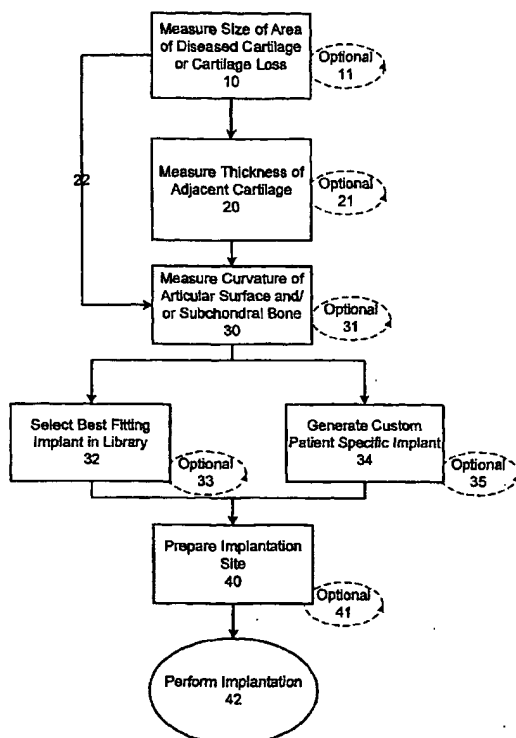 Measure Size of Area
of Diseased Cartilage
or Cartilage Loss
10
Optional
11
22
Measure Thickness of
Adjacent Cartilage
20
Optional
21
Measure Curvature of
Articular Surface and/
or Subchondral Bone
30
Optional
31
Select Best Fitting
Implant in Library
32
Optional
33
Generate Custom
Patient Specific Implant
34
Optional
35
Prepare Implantation
Site
40
Optional
41
Perform Implantation
42